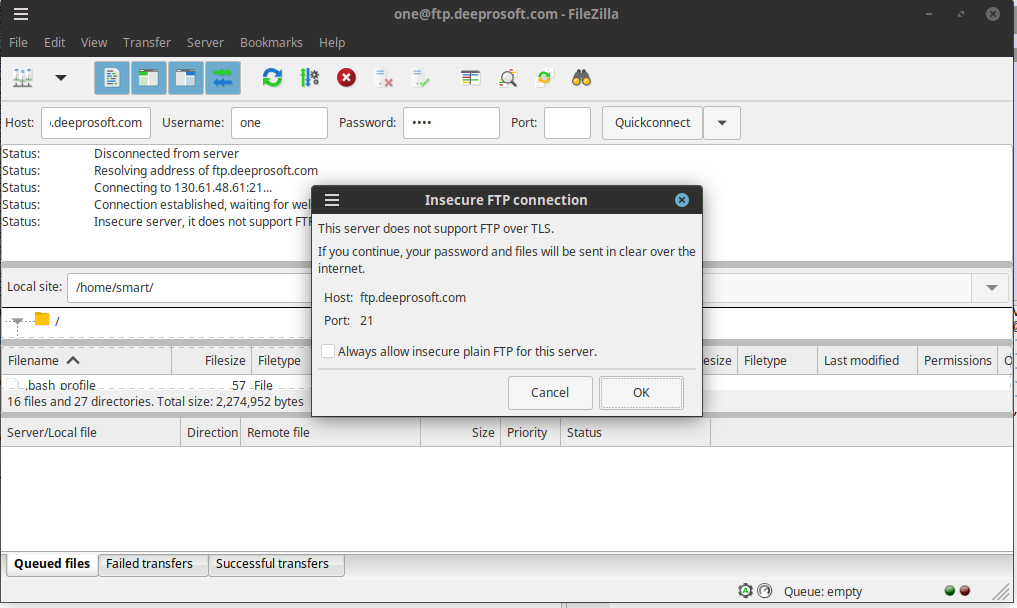 one@ftp.deeprosoft.com - FileZilla
File Edit View Transfer Server Bookmarks Help
Host: .deeprosoft.com Username: one Password: •••• Port: Quickconnect
Status: Disconnected from server
Status: Resolving address of ftp.deeprosoft.com
Status: Connecting to 130.61.48.61:21...
Status: Connection established, waiting for wel
Status: Insecure server, it does not support FT
Insecure FTP connection
This server does not support FTP over TLS.
If you continue, your password and files will be sent in clear over the
internet.
Host: ftp.deeprosoft.com
Port: 21
Always allow insecure plain FTP for this server.
Cancel OK
Local site: /home/smart/
/
Filename Filesize Filetype
.bash_profile 57 File
16 files and 27 directories. Total size: 2,274,952 bytes
esize Filetype Last modified Permissions
Server/Local file Direction Remote file Size Priority Status
Queued files Failed transfers Successful transfers
Queue: empty